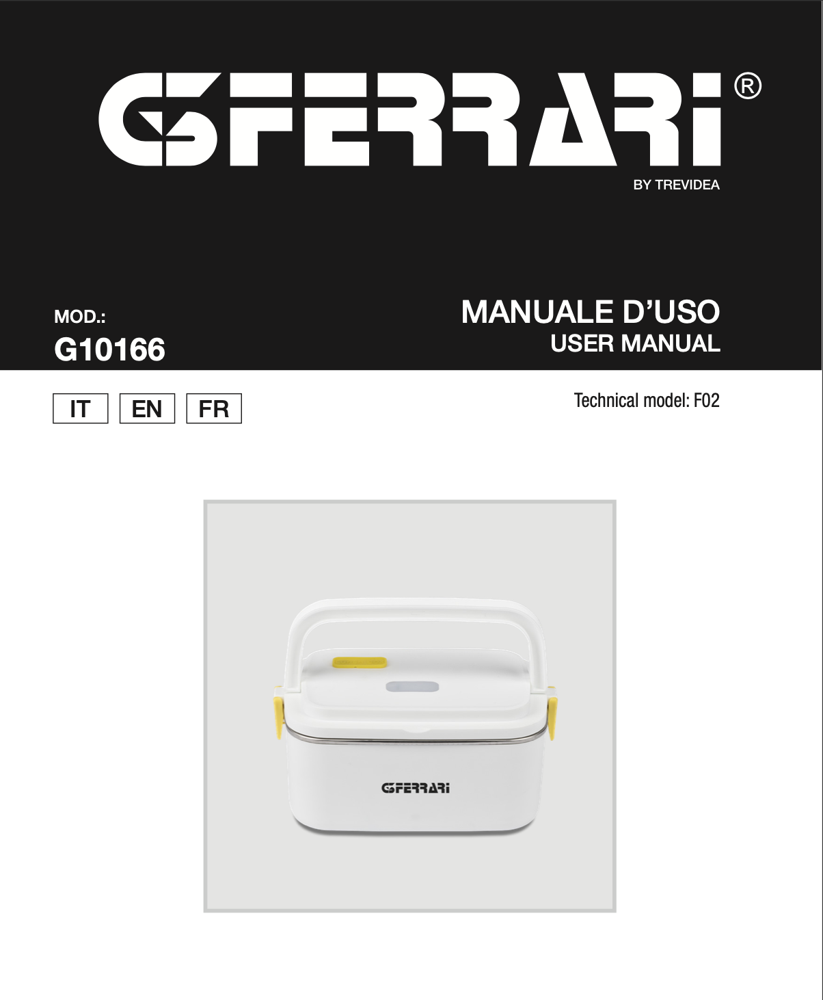 G3FERRARI®
BY TREVIDEA
MOD.:
G10166
MANUALE D’USO
USER MANUAL
IT EN FR
Technical model: F02
G3FERRARI